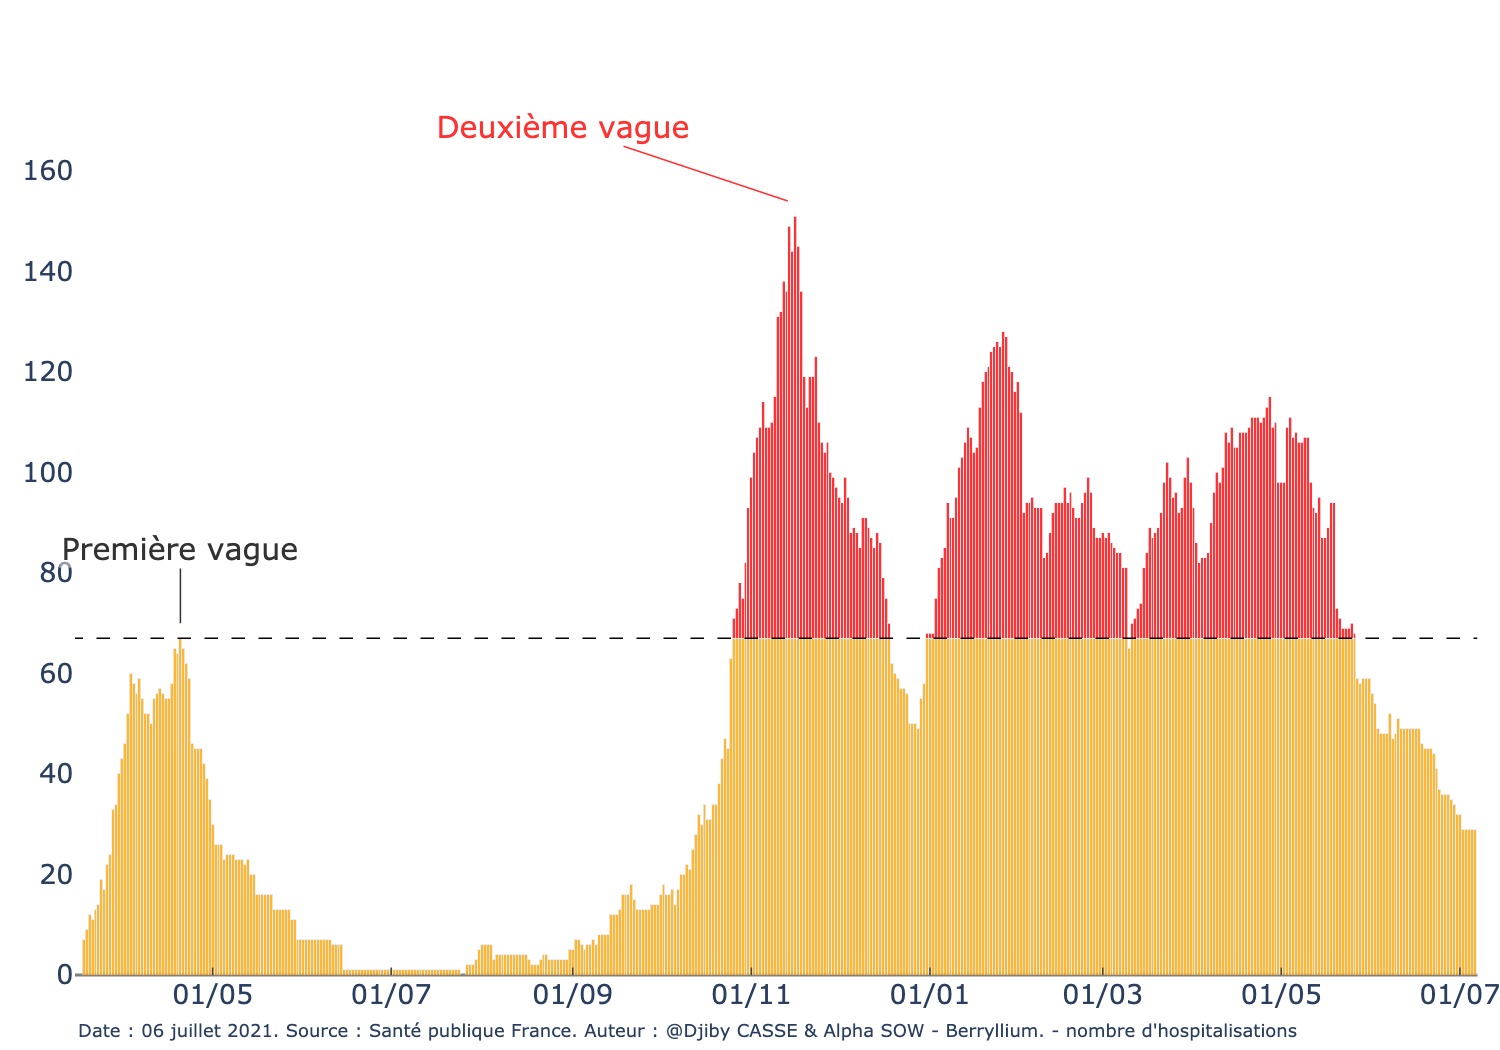 Deuxième vague
160
140
120
100
Première vague
80
60
40
20
0
01/05 01/07 01/09 01/11 01/01 01/03 01/05 01/07
Date : 06 juillet 2021. Source : Santé publique France. Auteur : @Djiby CASSE & Alpha SOW - Berryllium. - nombre d'hospitalisations